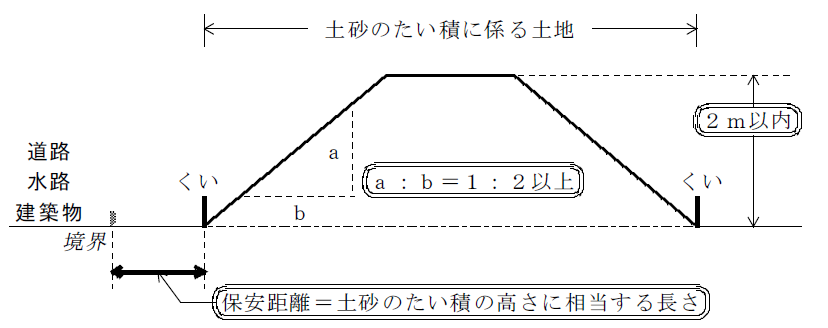 土砂のたい積に係る土地
２ｍ以内
道路
水路
建築物
くい
a
b
ａ：ｂ＝１：２以上
くい
境界
保安距離＝土砂のたい積の高さに相当する長さ